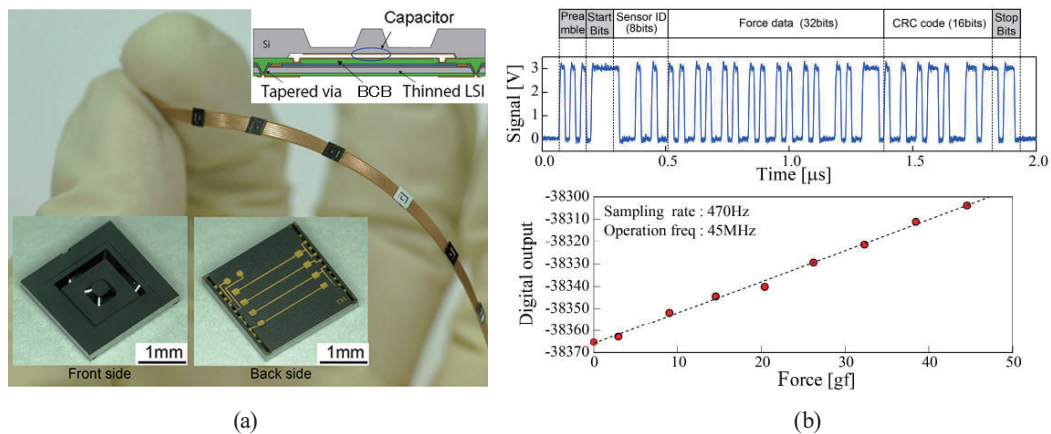 Capacitor
Si
Tapered via BCB Thinned LSI
1mm
1mm
Front side
Back side
(a)
Prea
mble
Start
Bits
Sensor ID
(8bits)
Force data (32bits)
CRC code (16bits)
Stop
Bits
Signal [V]
3
2
1
0
0.0 0.5 1.0 1.5 2.0
Time [μs]
Digital output
-38300
-38310
-38320
-38330
-38340
-38350
-38360
-38370
Sampling rate : 470Hz
Operation freq : 45MHz
0 10 20 30 40 50
Force [gf]
(b)